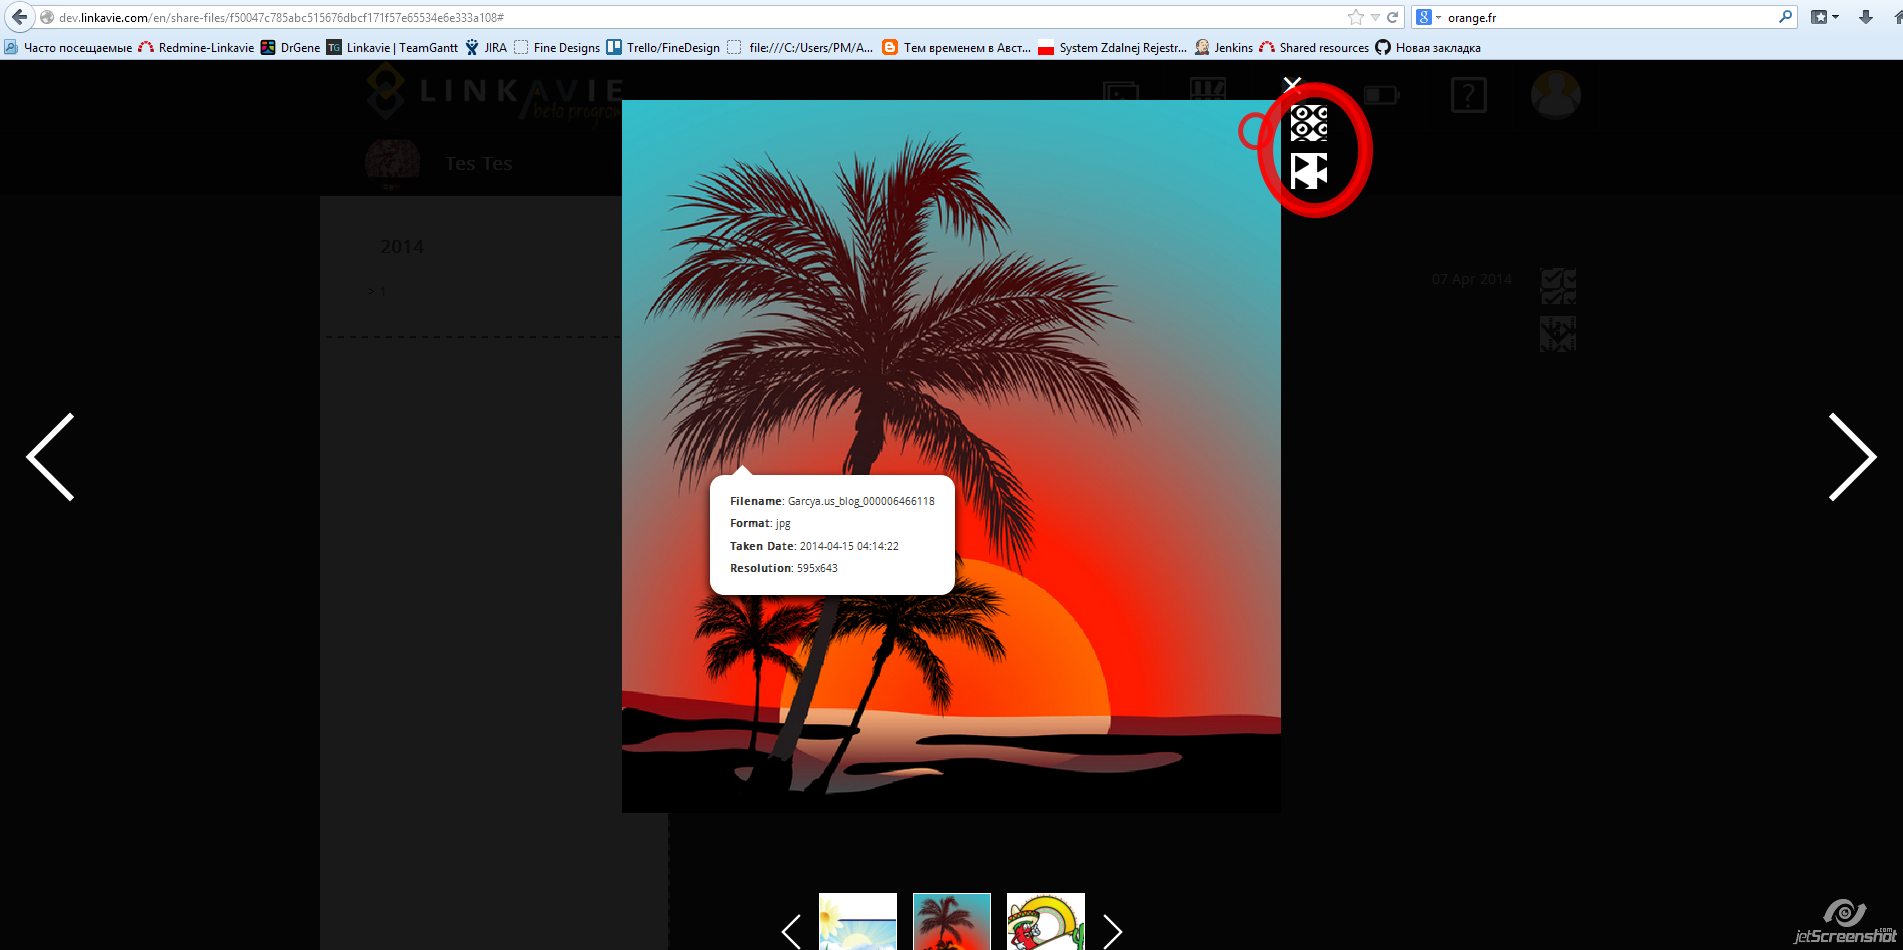 dev.linkavie.com/en/share-files/f50047c785abc515676dbcf171f57e65534e6e333a108#
orange.fr
Часто посещаемые Redmine-Linkavie DrGene Linkavie | TeamGantt JIRA Fine Designs Trello/FineDesign file:///C:/Users/PM/A... Тем временем в Авст... System Zdalnej Rejestr... Jenkins Shared resources Новая закладка
LINKAVIE
beta program
Tes Tes
2014
> 1
07 Apr 2014
Filename: Garcya.us_blog_000006466118
Format: jpg
Taken Date: 2014-04-15 04:14:22
Resolution: 595x643
jetScreenshot.com